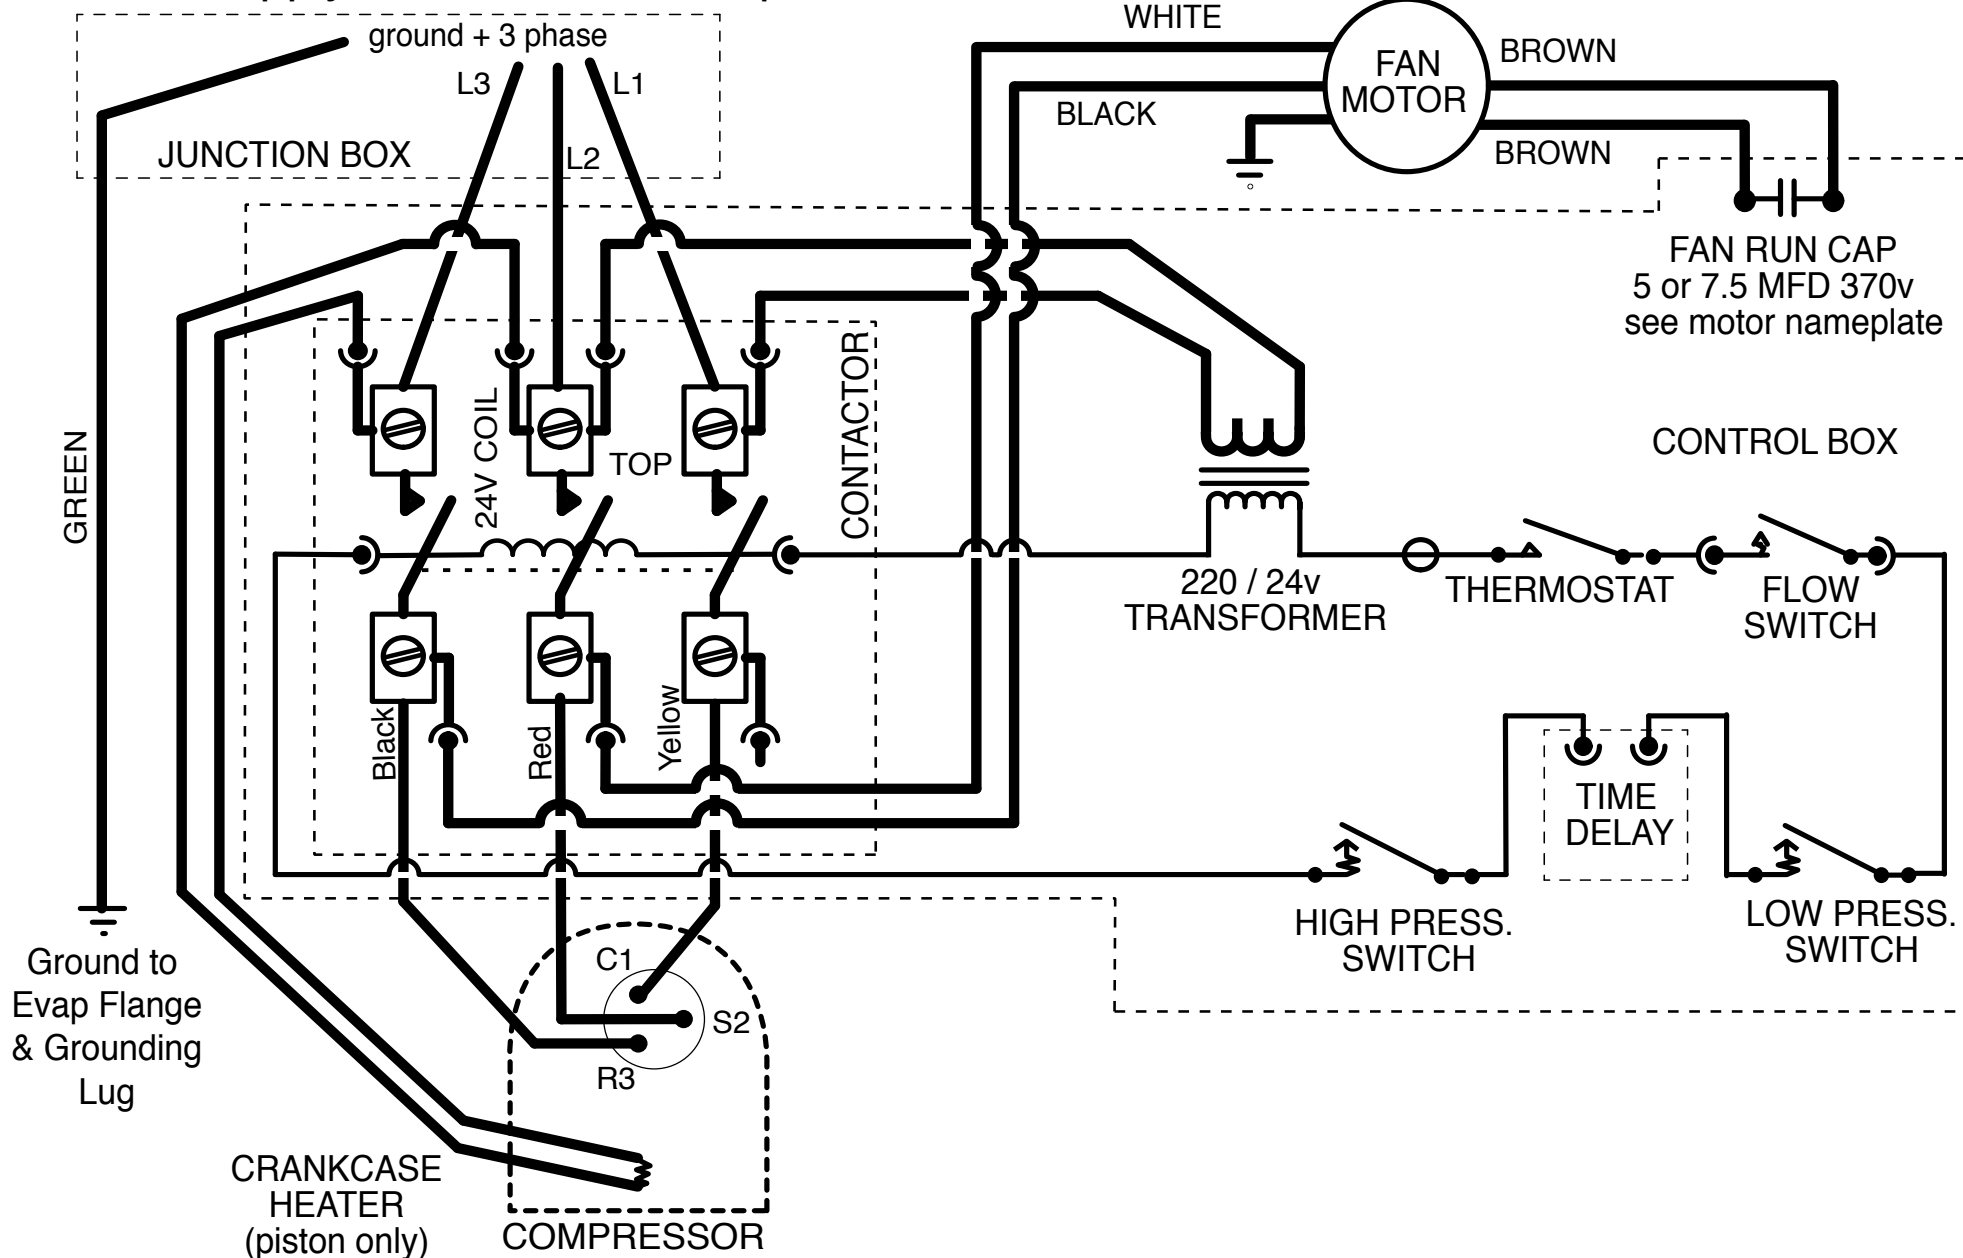 ground + 3 phase
L3
L1
L2
JUNCTION BOX
WHITE
BLACK
FAN
MOTOR
BROWN
BROWN
FAN RUN CAP
5 or 7.5 MFD 370v
see motor nameplate
GREEN
24V COIL
TOP
CONTACTOR
CONTROL BOX
220 / 24v
TRANSFORMER
THERMOSTAT
FLOW
SWITCH
Black
Red
Yellow
TIME
DELAY
HIGH PRESS.
SWITCH
LOW PRESS.
SWITCH
Ground to
Evap Flange
& Grounding
Lug
C1
S2
R3
CRANKCASE
HEATER
(piston only)
COMPRESSOR